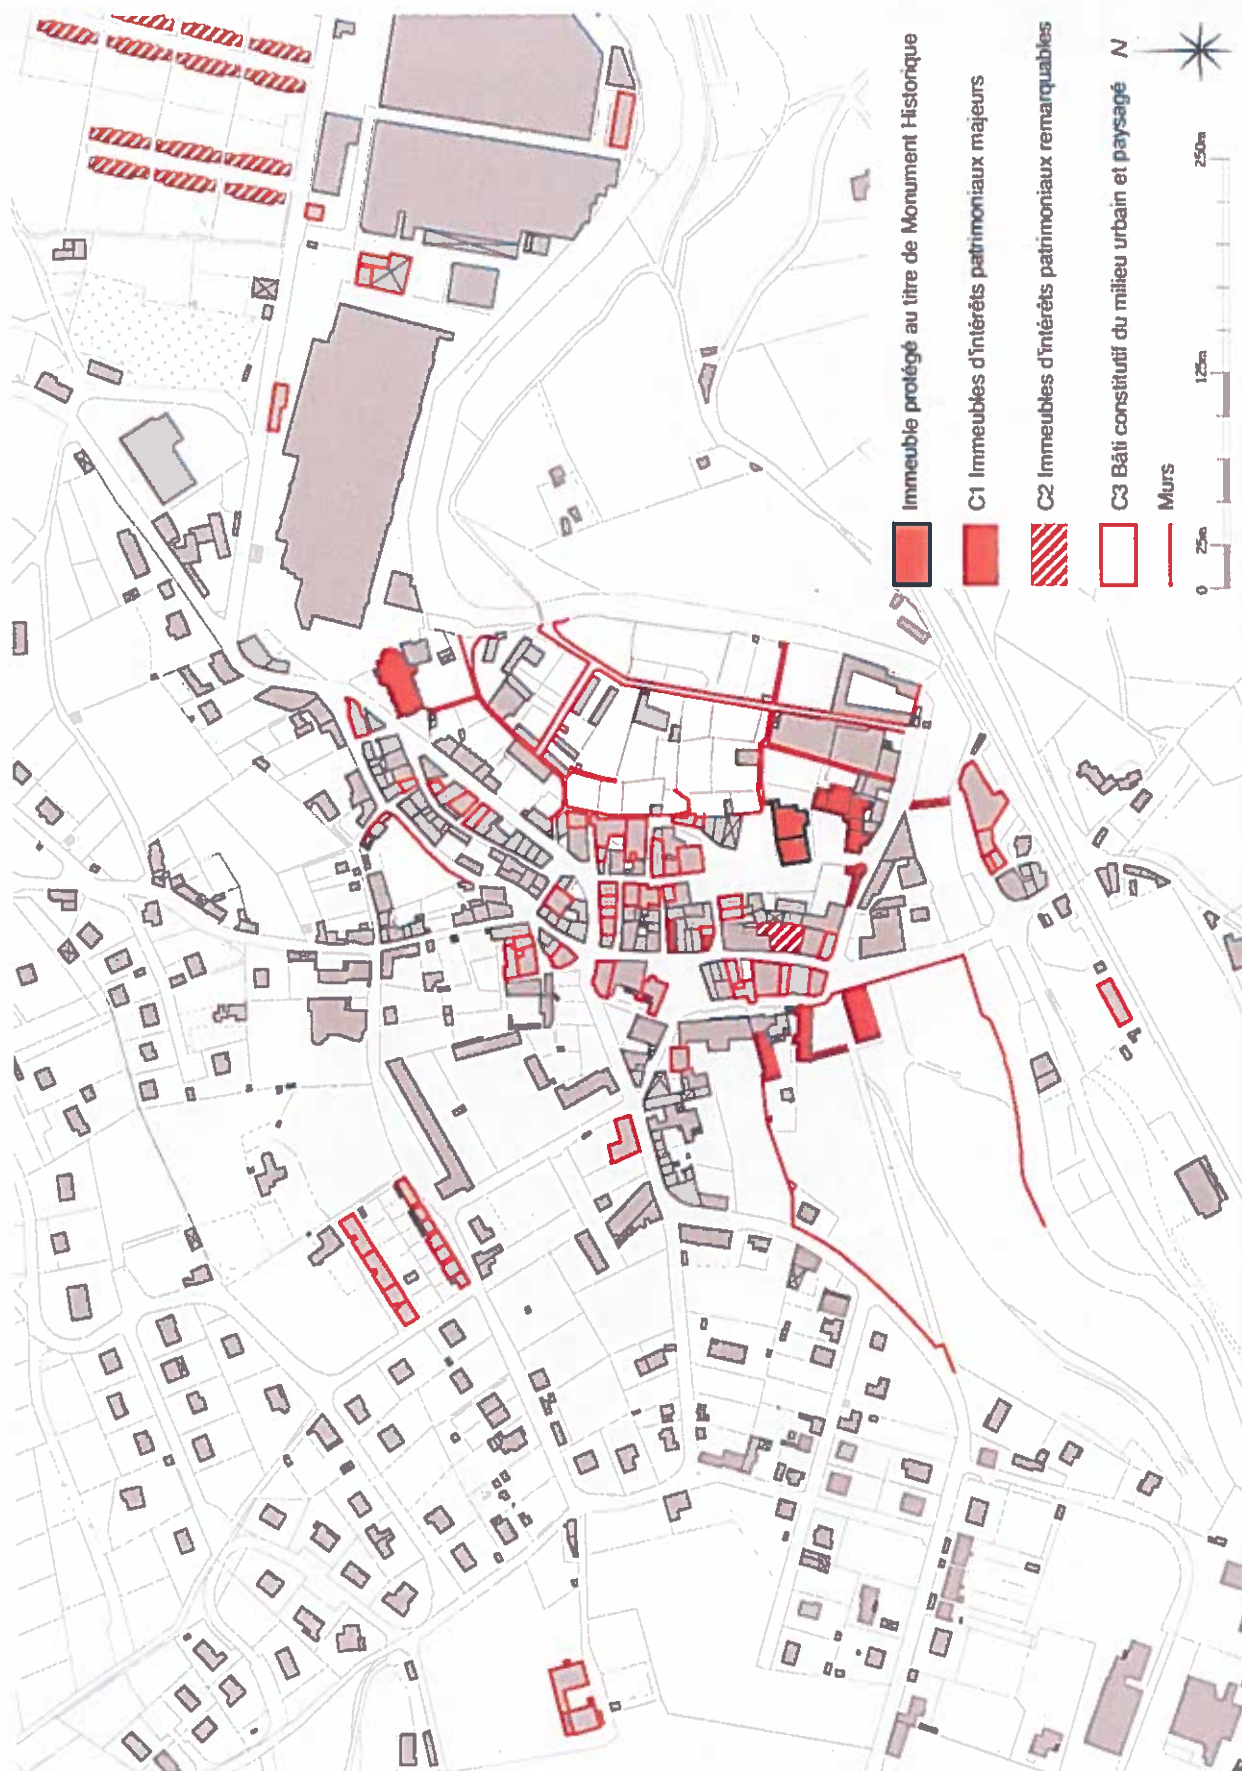 Immeuble protégé au titre de Monument Historique
C1 Immeubles d'intérêts patrimoniaux majeurs
C2 Immeubles d'intérêts patrimoniaux remarquables
C3 Bâti constitutif du milieu urbain et paysagé
Murs
N
0 25m 125m 250m